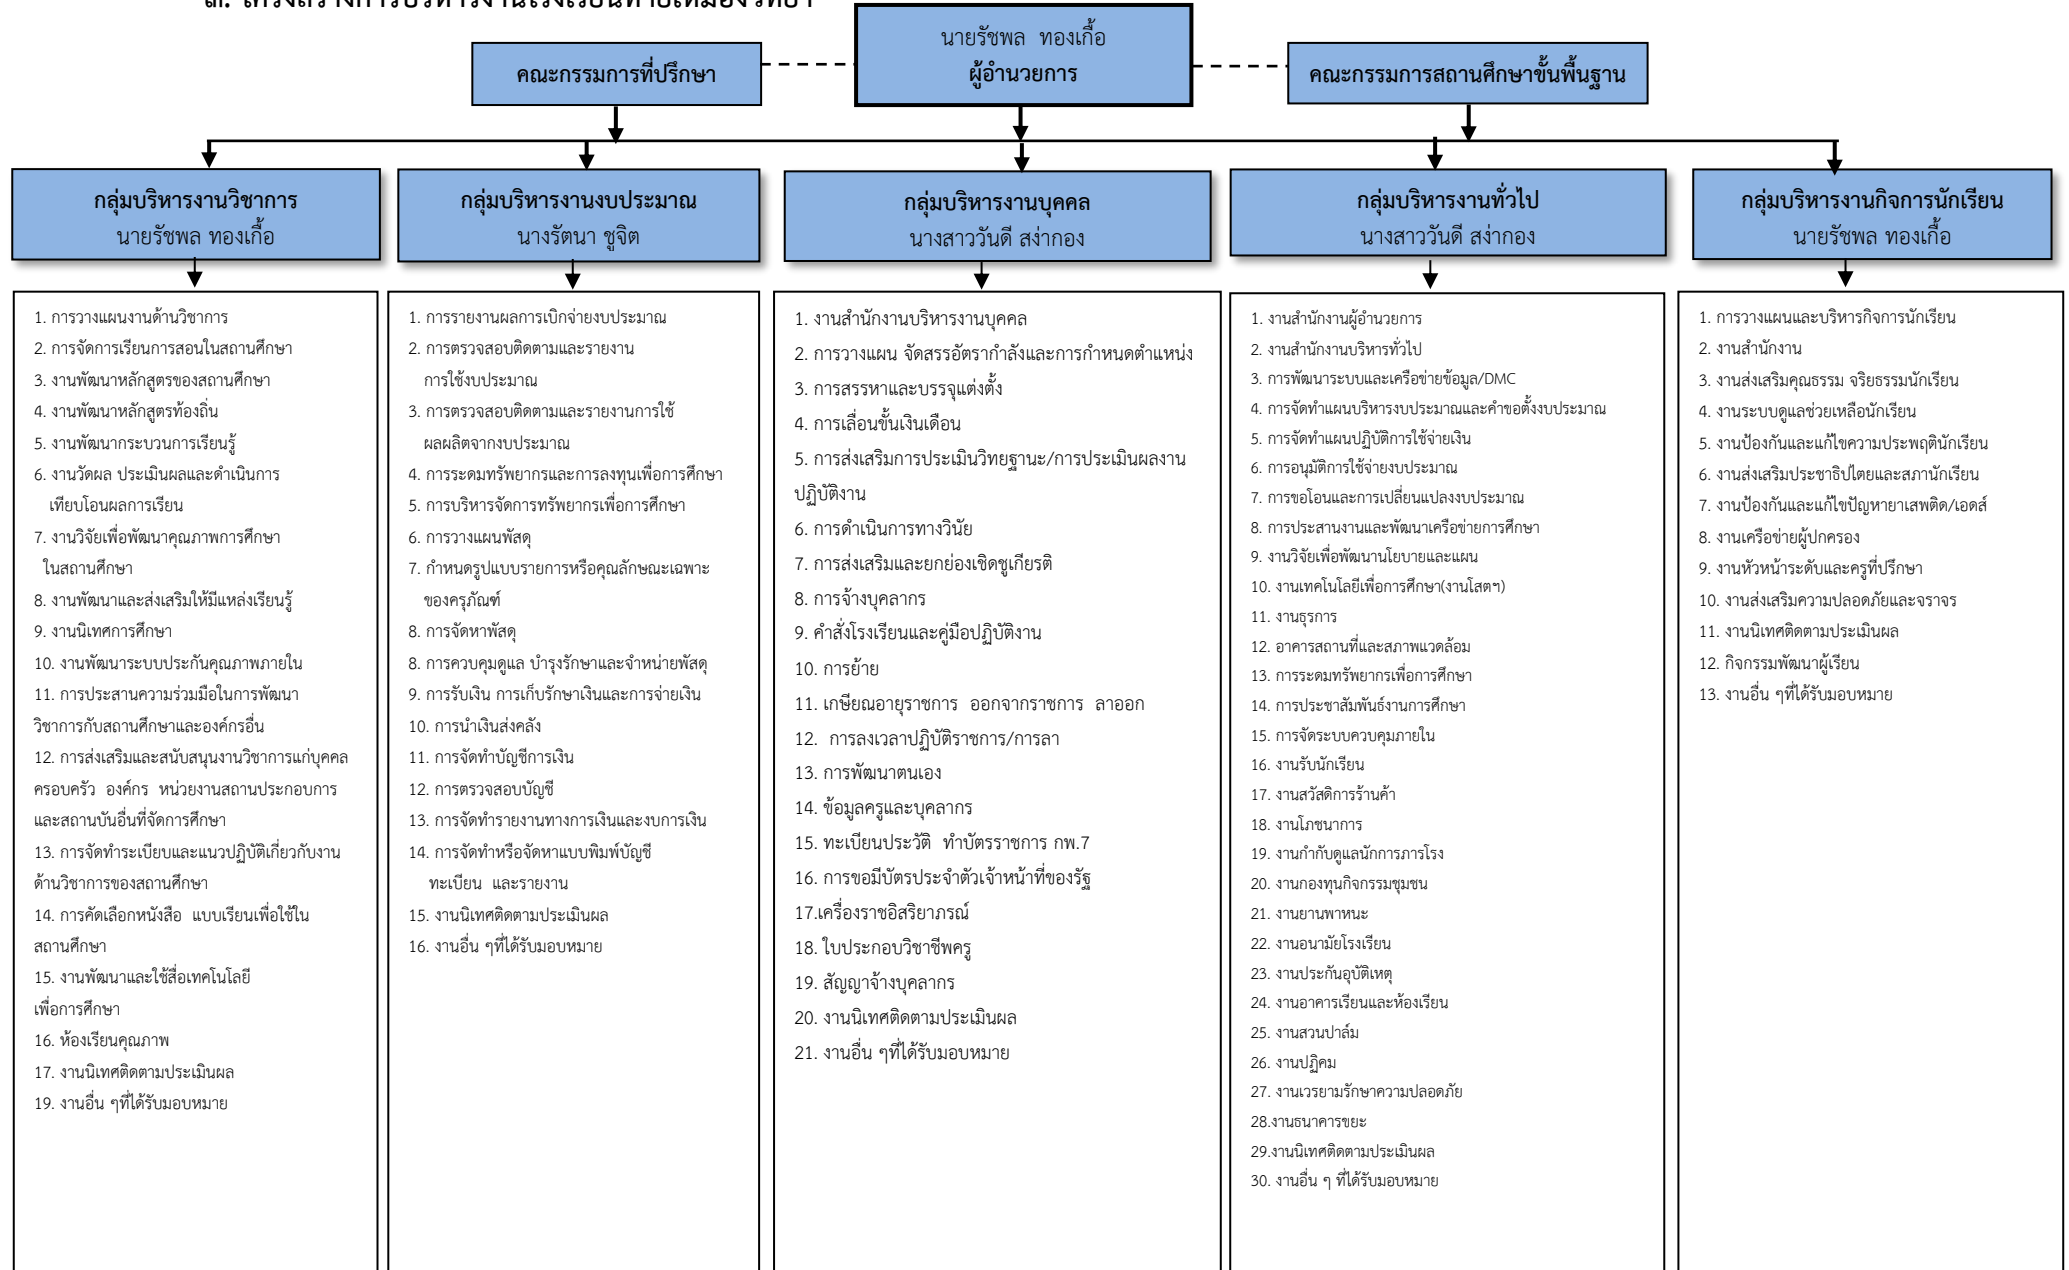 ๓. โครงสร้างการบริหารงานโรงเรียนท้ายเหมืองวิทยา
นายรัชพล  ทองเกื้อ
ผู้อำนวยการ
คณะกรรมการที่ปรึกษา
คณะกรรมการสถานศึกษาขั้นพื้นฐาน
กลุ่มบริหารงานวิชาการ
นายรัชพล ทองเกื้อ
กลุ่มบริหารงานงบประมาณ
นางรัตนา ชูจิต
กลุ่มบริหารงานบุคคล
นางสาววันดี สง่ากอง
กลุ่มบริหารงานทั่วไป
นางสาววันดี สง่ากอง
กลุ่มบริหารงานกิจการนักเรียน
นายรัชพล ทองเกื้อ
1. การวางแผนงานด้านวิชาการ
2. การจัดการเรียนการสอนในสถานศึกษา
3. งานพัฒนาหลักสูตรของสถานศึกษา
4. งานพัฒนาหลักสูตรท้องถิ่น
5. งานพัฒนากระบวนการเรียนรู้
6. งานวัดผล ประเมินผลและดำเนินการ
เทียบโอนผลการเรียน
7. งานวิจัยเพื่อพัฒนาคุณภาพการศึกษา
ในสถานศึกษา
8. งานพัฒนาและส่งเสริมให้มีแหล่งเรียนรู้
9. งานนิเทศการศึกษา
10. งานพัฒนาระบบประกันคุณภาพภายใน
11. การประสานความร่วมมือในการพัฒนา
วิชาการกับสถานศึกษาและองค์กรอื่น
12. การส่งเสริมและสนับสนุนงานวิชาการแก่บุคคล
ครอบครัว  องค์กร  หน่วยงานสถานประกอบการ
และสถานบันอื่นที่จัดการศึกษา
13. การจัดทำระเบียบและแนวปฏิบัติเกี่ยวกับงาน
ด้านวิชาการของสถานศึกษา
14. การคัดเลือกหนังสือ  แบบเรียนเพื่อใช้ใน
สถานศึกษา
15. งานพัฒนาและใช้สื่อเทคโนโลยี
เพื่อการศึกษา
16. ห้องเรียนคุณภาพ
17. งานนิเทศติดตามประเมินผล
19. งานอื่น ๆที่ได้รับมอบหมาย
1. การรายงานผลการเบิกจ่ายงบประมาณ
2. การตรวจสอบติดตามและรายงาน
การใช้งบประมาณ
3. การตรวจสอบติดตามและรายงานการใช้
ผลผลิตจากงบประมาณ
4. การระดมทรัพยากรและการลงทุนเพื่อการศึกษา
5. การบริหารจัดการทรัพยากรเพื่อการศึกษา
6. การวางแผนพัสดุ
7. กำหนดรูปแบบรายการหรือคุณลักษณะเฉพาะ
ของครุภัณฑ์
8. การจัดหาพัสดุ
8. การควบคุมดูแล บำรุงรักษาและจำหน่ายพัสดุ
9. การรับเงิน การเก็บรักษาเงินและการจ่ายเงิน
10. การนำเงินส่งคลัง
11. การจัดทำบัญชีการเงิน
12. การตรวจสอบบัญชี
13. การจัดทำรายงานทางการเงินและงบการเงิน
14. การจัดทำหรือจัดหาแบบพิมพ์บัญชี
ทะเบียน  และรายงาน
15. งานนิเทศติดตามประเมินผล
16. งานอื่น ๆที่ได้รับมอบหมาย
1. งานสำนักงานบริหารงานบุคคล
2. การวางแผน จัดสรรอัตรากำลังและการกำหนดตำแหน่ง
3. การสรรหาและบรรจุแต่งตั้ง
4. การเลื่อนขั้นเงินเดือน
5. การส่งเสริมการประเมินวิทยฐานะ/การประเมินผลงาน
ปฏิบัติงาน
6. การดำเนินการทางวินัย
7. การส่งเสริมและยกย่องเชิดชูเกียรติ
8. การจ้างบุคลากร
9. คำสั่งโรงเรียนและคู่มือปฏิบัติงาน
10. การย้าย
11. เกษียณอายุราชการ  ออกจากราชการ  ลาออก
12.  การลงเวลาปฏิบัติราชการ/การลา
13. การพัฒนาตนเอง
14. ข้อมูลครูและบุคลากร
15. ทะเบียนประวัติ  ทำบัตรราชการ กพ.7
16. การขอมีบัตรประจำตัวเจ้าหน้าที่ของรัฐ
17.เครื่องราชอิสริยาภรณ์
18. ใบประกอบวิชาชีพครู
19. สัญญาจ้างบุคลากร
20. งานนิเทศติดตามประเมินผล
21. งานอื่น ๆที่ได้รับมอบหมาย
1. งานสำนักงานผู้อำนวยการ
2. งานสำนักงานบริหารทั่วไป
3. การพัฒนาระบบและเครือข่ายข้อมูล/DMC
4. การจัดทำแผนบริหารงบประมาณและคำขอตั้งงบประมาณ
5. การจัดทำแผนปฏิบัติการใช้จ่ายเงิน
6. การอนุมัติการใช้จ่ายงบประมาณ
7. การขอโอนและการเปลี่ยนแปลงงบประมาณ
8. การประสานงานและพัฒนาเครือข่ายการศึกษา
9. งานวิจัยเพื่อพัฒนานโยบายและแผน
10. งานเทคโนโลยีเพื่อการศึกษา(งานโสตฯ)
11. งานธุรการ
12. อาคารสถานที่และสภาพแวดล้อม
13. การระดมทรัพยากรเพื่อการศึกษา
14. การประชาสัมพันธ์งานการศึกษา
15. การจัดระบบควบคุมภายใน
16. งานรับนักเรียน
17. งานสวัสดิการร้านค้า
18. งานโภชนาการ
19. งานกำกับดูแลนักการภารโรง
20. งานกองทุนกิจกรรมชุมชน
21. งานยานพาหนะ
22. งานอนามัยโรงเรียน
23. งานประกันอุบัติเหตุ
24. งานอาคารเรียนและห้องเรียน
25. งานสวนปาล์ม
26. งานปฏิคม
27. งานเวรยามรักษาความปลอดภัย
28.งานธนาคารขยะ
29.งานนิเทศติดตามประเมินผล
30. งานอื่น ๆ ที่ได้รับมอบหมาย
1. การวางแผนและบริหารกิจการนักเรียน
2. งานสำนักงาน
3. งานส่งเสริมคุณธรรม จริยธรรมนักเรียน
4. งานระบบดูแลช่วยเหลือนักเรียน
5. งานป้องกันและแก้ไขความประพฤตินักเรียน
6. งานส่งเสริมประชาธิปไตยและสภานักเรียน
7. งานป้องกันและแก้ไขปัญหายาเสพติด/เอดส์
8. งานเครือข่ายผู้ปกครอง
9. งานหัวหน้าระดับและครูที่ปรึกษา
10. งานส่งเสริมความปลอดภัยและจราจร
11. งานนิเทศติดตามประเมินผล
12. กิจกรรมพัฒนาผู้เรียน
13. งานอื่น ๆที่ได้รับมอบหมาย